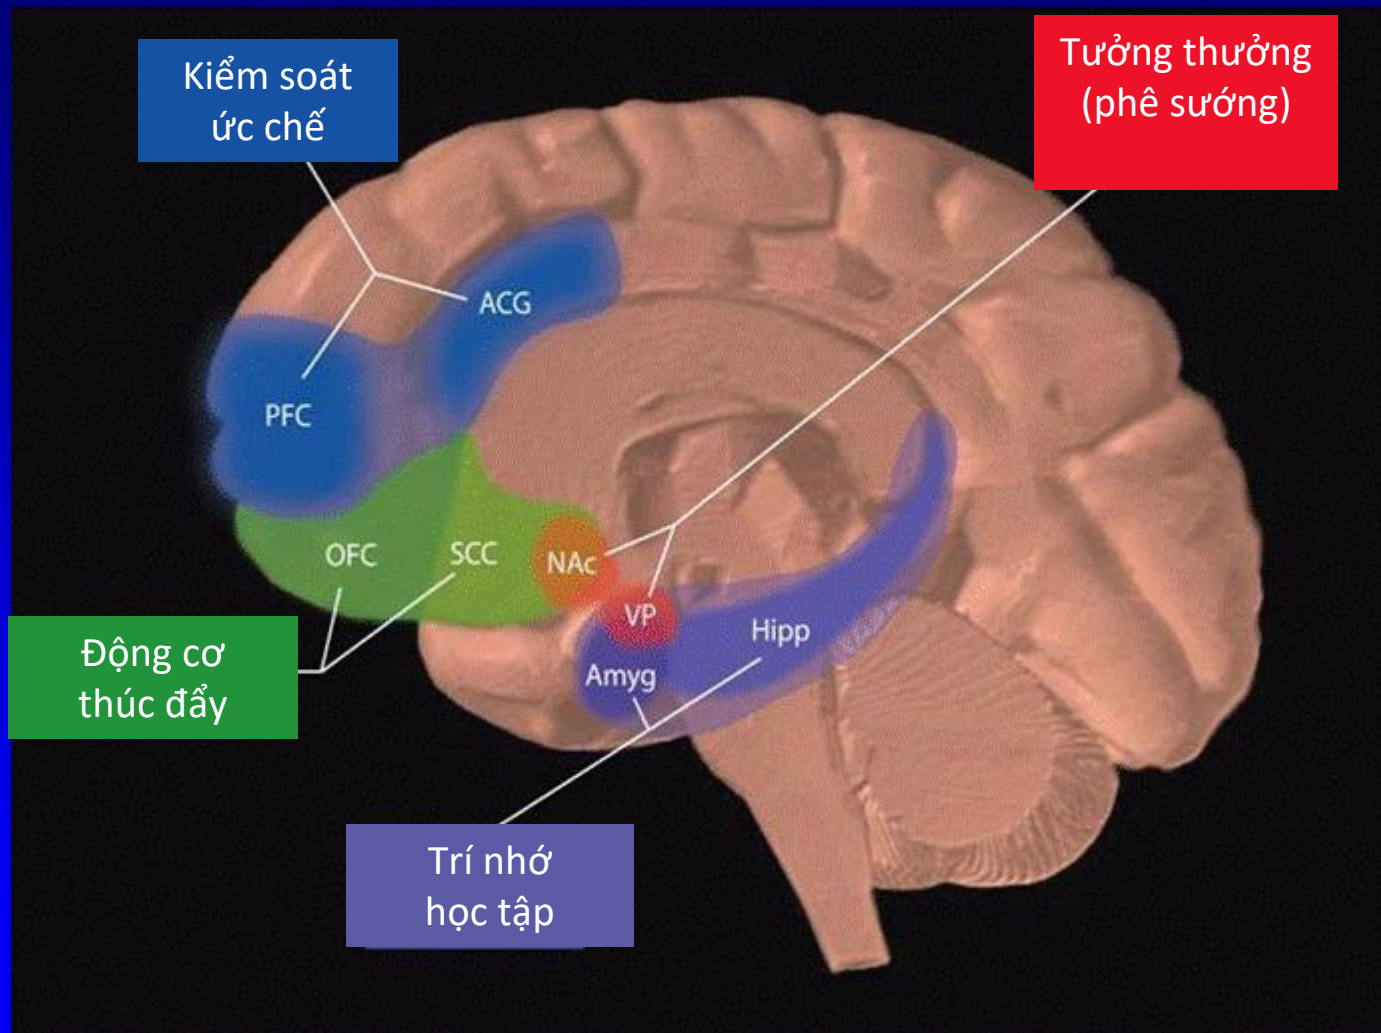 Kiểm soát
ức chế
Tưởng thưởng
(phê sướng)
ACG
PFC
OFC
SCC
NAc
VP
Hipp
Amyg
Động cơ
thúc đẩy
Trí nhớ
học tập